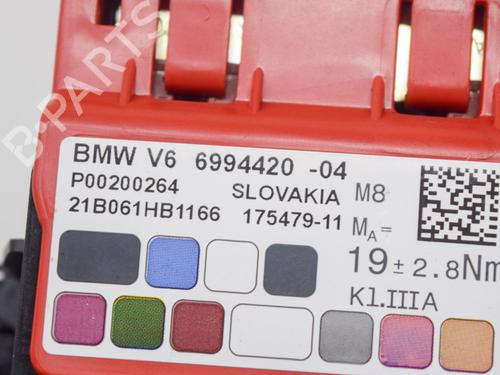 BMW V6 6994420 -04
P00200264 SLOVAKIA M8
21B061HB1166 175479-11 MA=
19 ± 2.8Nm
Kl.IIIA
B-PARTS